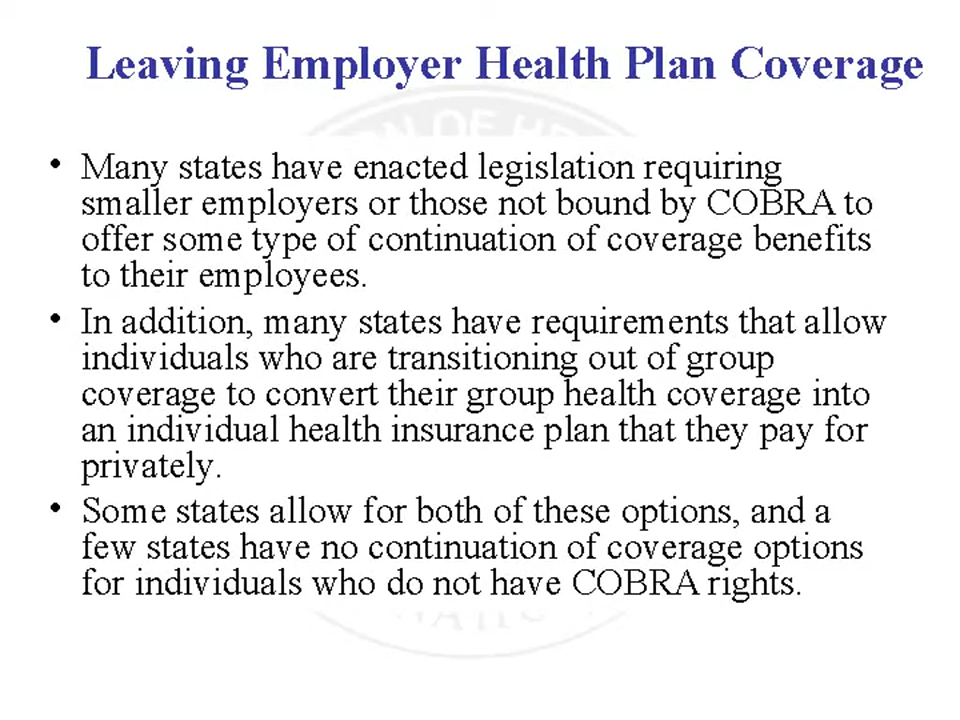 Leaving Employer Health Plan Coverage
• Many states have enacted legislation requiring
smaller employers or those not bound by COBRA to
offer some type of continuation of coverage benefits
to their employees.
• In addition, many states have requirements that allow
individuals who are transitioning out of group
coverage to convert their group health coverage into
an individual health insurance plan that they pay for
privately.
• Some states allow for both of these options, and a
few states have no continuation of coverage options
for individuals who do not have COBRA rights.